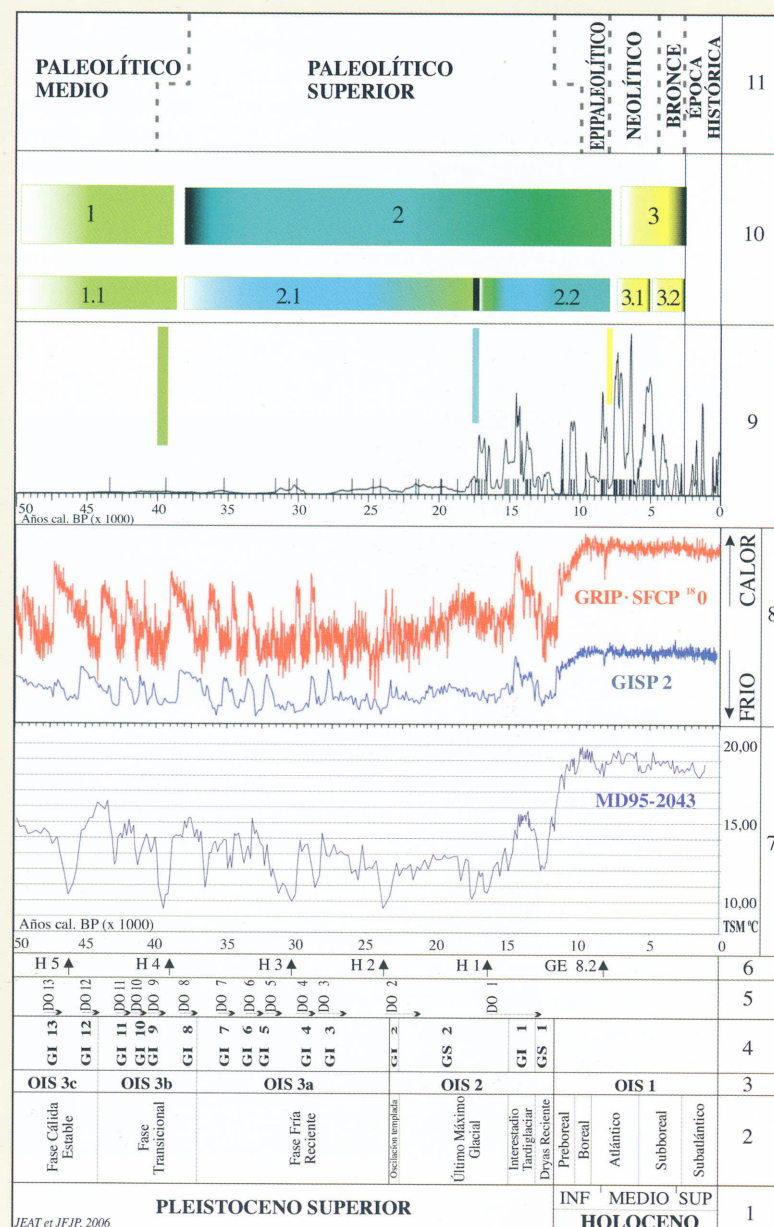 PALEOLÍTICO
MEDIO
PALEOLÍTICO
SUPERIOR
EPIPALEOLÍTICO
NEOLÍTICO
BRONCE
ÉPOCA
HISTÓRICA
11
1
2
3
10
1.1
2.1
2.2
3.1
3.2
9
50 45 40 35 30 25 20 15 10 5 0
Años cal. BP (x 1000)
GRIP·SFCP ¹⁸0
GISP 2
CALOR
FRIO
8
20,00
MD95-2043
15,00
7
10,00
Años cal. BP (x 1000)
TSM ºC
50 45 40 35 30 25 20 15 10 5 0
H 5 H 4 H 3 H 2 H 1 GE 8.2 6
DO 13 DO 12 DO 11 DO 10 DO 9 DO 8 DO 7 DO 6 DO 5 DO 4 DO 3 DO 2 DO 1 5
GI 13 GI 12 GI 11 GI 10 GI 9 GI 8 GI 7 GI 6 GI 5 GI 4 GI 3 GI 2 GS 2 GI 1 GS 1 4
OIS 3c OIS 3b OIS 3a OIS 2 OIS 1 3
Fase Cálida
Estable
Fase
Transicional
Fase Fría
Reciente
Oscilacion templada
Último Máximo
Glacial
Interestadio
Tardiglaciar
Dryas Reciente
Preboreal
Boreal
Atlántico
Subboreal
Subatlántico
2
PLEISTOCENO SUPERIOR
INF MEDIO SUP
HOLOCENO
1
JEAT et JFJP. 2006